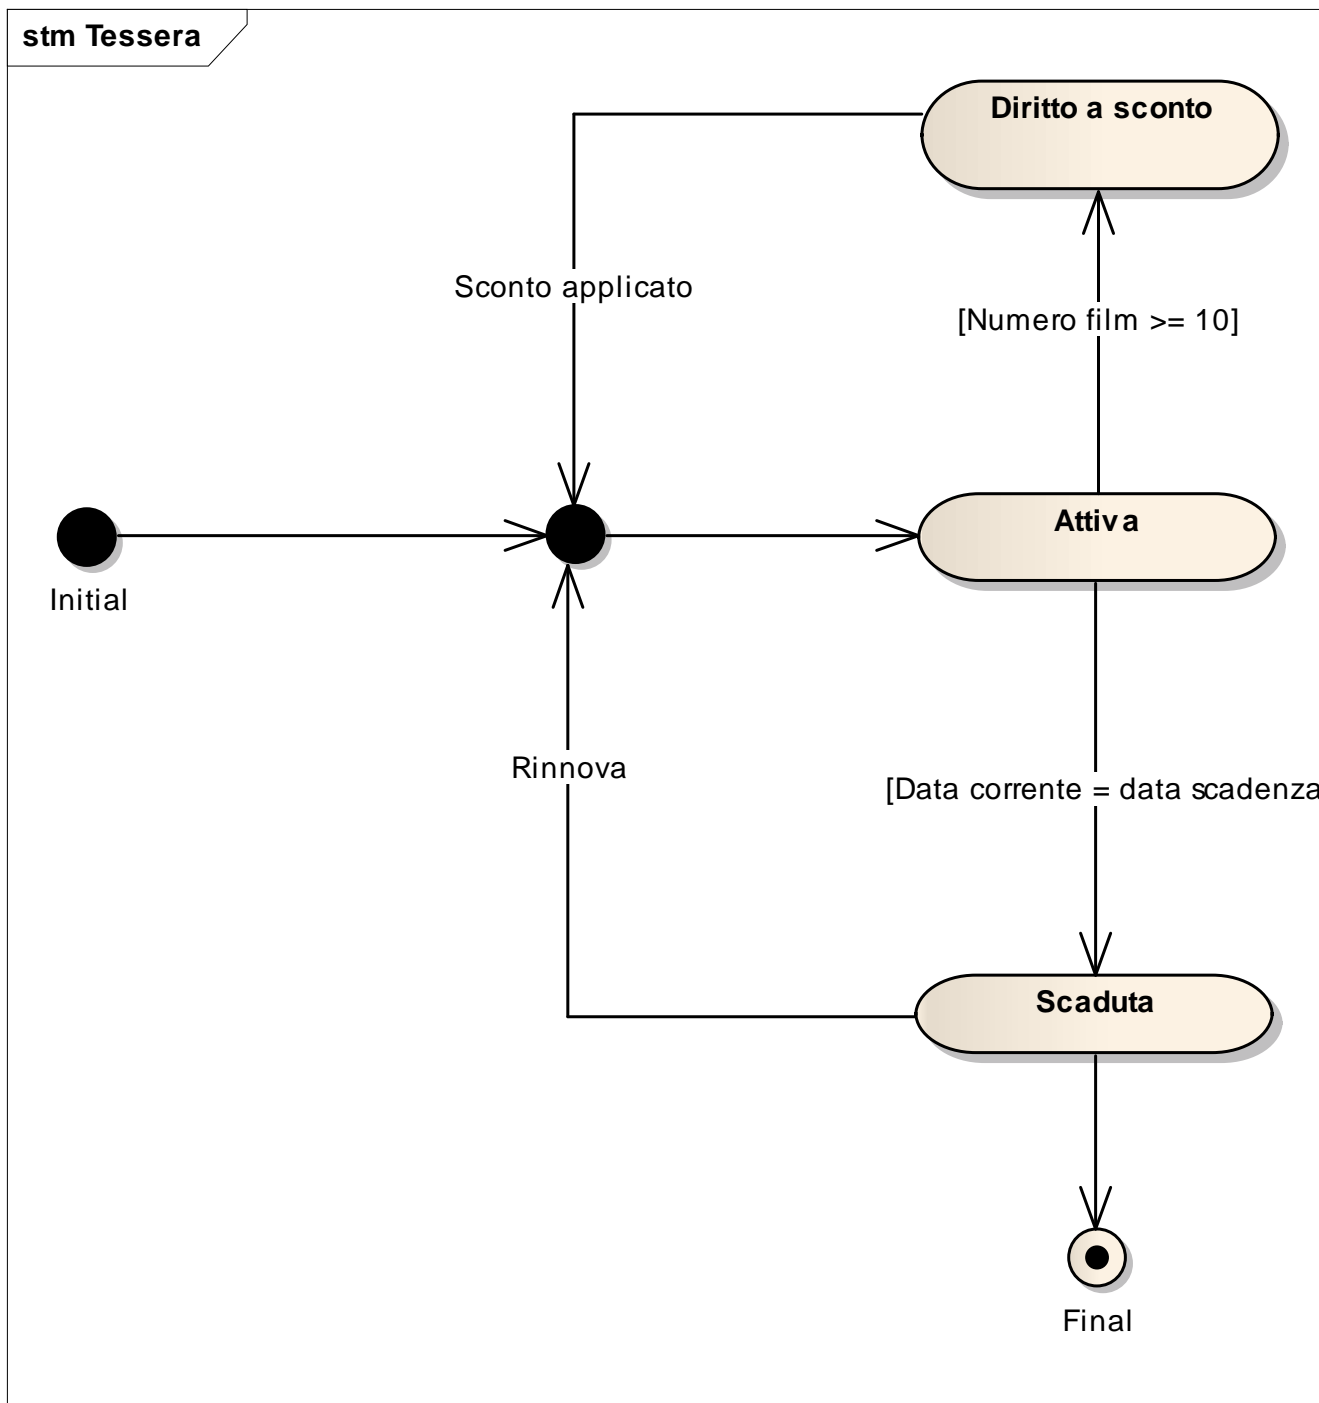 stm Tessera
Diritto a sconto
Sconto applicato
[Numero film >= 10]
Attiva
Initial
Rinnova
[Data corrente = data scadenza
Scaduta
Final